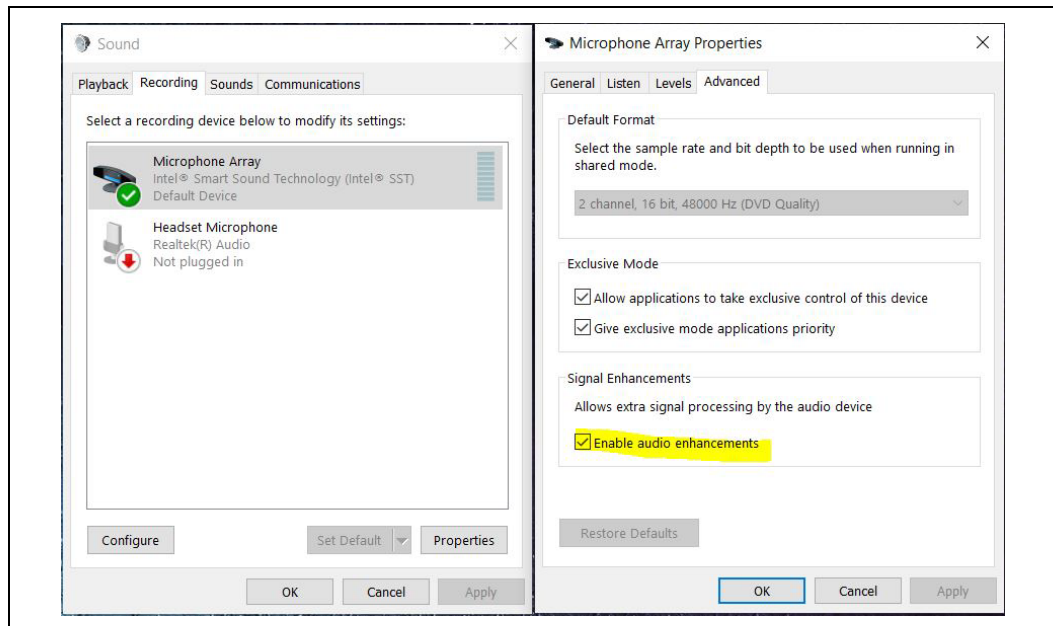 Sound
Playback Recording Sounds Communications
Select a recording device below to modify its settings:
Microphone Array
Intel® Smart Sound Technology (Intel® SST)
Default Device
Headset Microphone
Realtek(R) Audio
Not plugged in
Configure Set Default Properties
OK Cancel Apply
Microphone Array Properties
General Listen Levels Advanced
Default Format
Select the sample rate and bit depth to be used when running in
shared mode.
2 channel, 16 bit, 48000 Hz (DVD Quality)
Exclusive Mode
Allow applications to take exclusive control of this device
Give exclusive mode applications priority
Signal Enhancements
Allows extra signal processing by the audio device
Enable audio enhancements
Restore Defaults
OK Cancel Apply